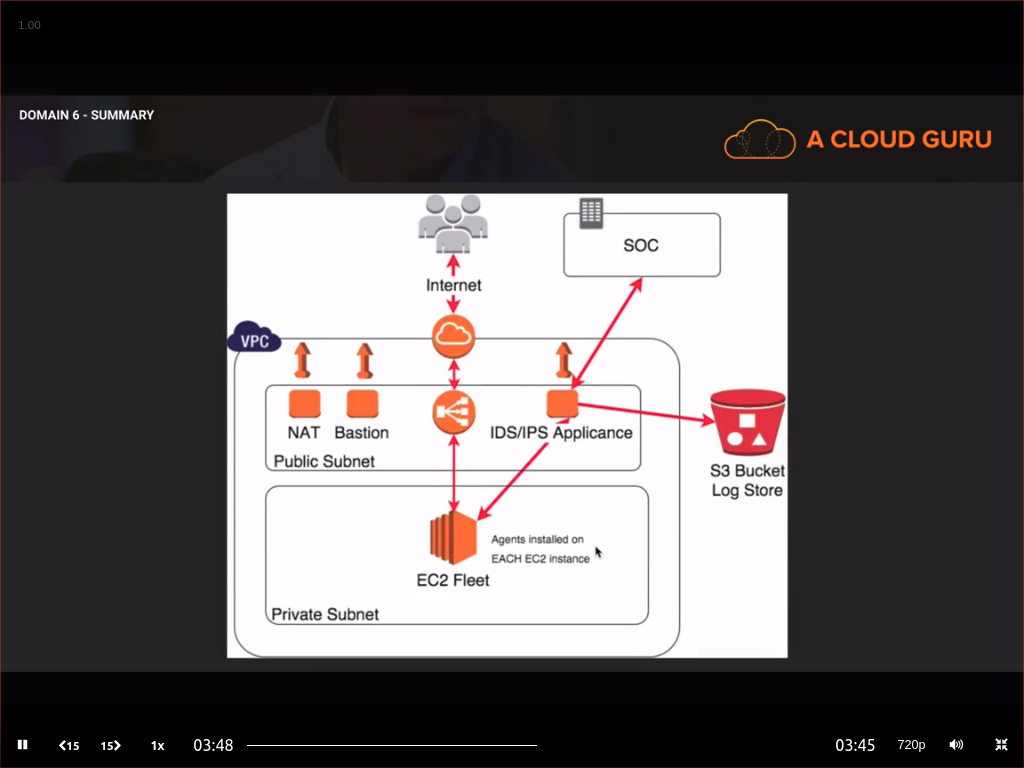 1.00
DOMAIN 6 - SUMMARY
A CLOUD GURU
SOC
Internet
VPC
NAT
Bastion
IDS/IPS Applicance
Public Subnet
S3 Bucket
Log Store
Agents installed on
EACH EC2 instance
EC2 Fleet
Private Subnet
15
15
1x
03:48
03:45
720p